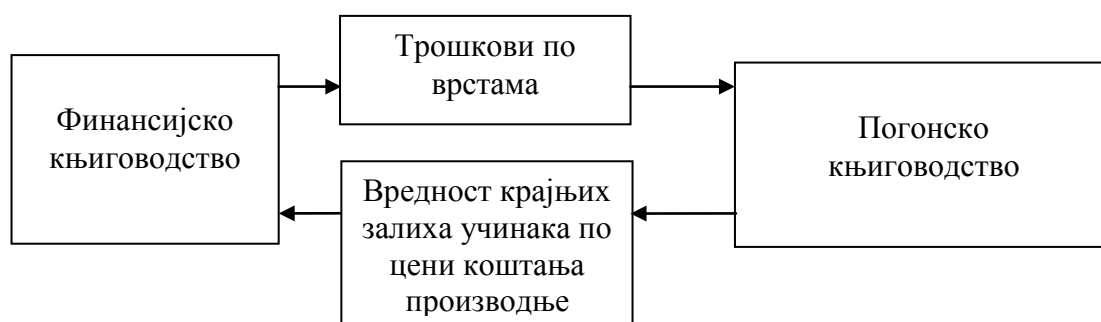 Финансијско
књиговодство
Трошкови по
врстама
Погонско
књиговодство
Вредност крајњих
залиха учинака по
цени коштања
производње